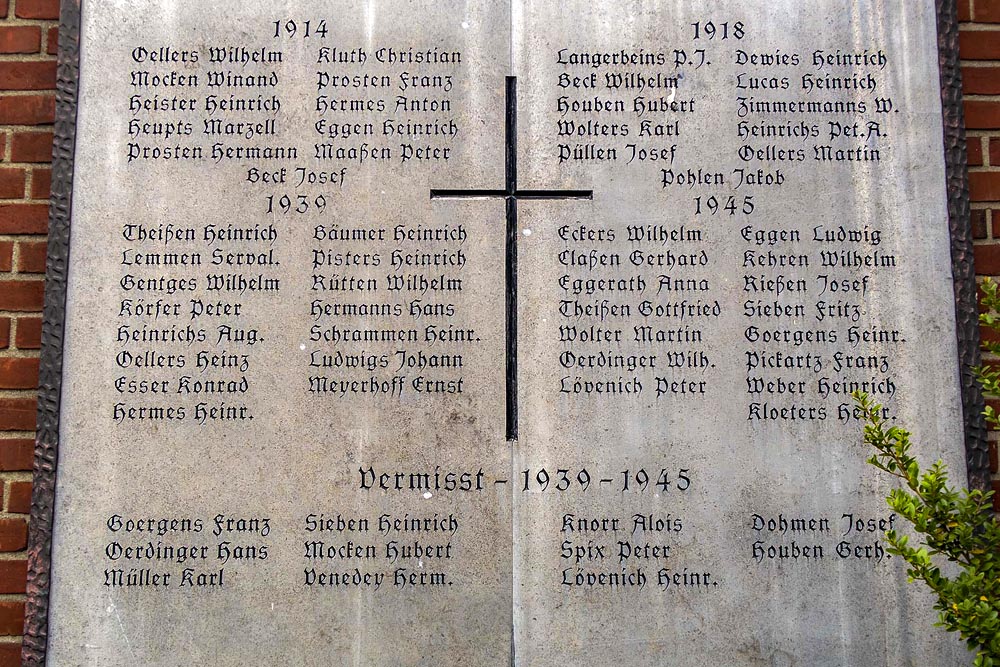 1914 1918
Oellers Wilhelm Kluth Christian Langerbeins P.J. Dewies Heinrich
Mocken Winand Prosten Franz Beck Wilhelm Lucas Heinrich
Heister Heinrich Hermes Anton Houben Hubert Zimmermanns W.
Heupts Marzell Eggen Heinrich Wolters Karl Heinrichs Pet. A.
Prosten Hermann Maaßen Peter Püllen Josef Oellers Martin
Beck Josef Pohlen Jakob
1939 1945
Theißen Heinrich Bäumer Heinrich Eckers Wilhelm Eggen Ludwig
Lemmen Serval. Pisters Heinrich Claßen Gerhard Kehren Wilhelm
Gentges Wilhelm Rütten Wilhelm Eggerath Anna Rießen Josef
Körfer Peter Hermanns Hans Theißen Gottfried Sieben Fritz
Heinrichs Aug. Schrammen Heinr. Wolter Martin Goergens Heinr.
Oellers Heinz Ludwigs Johann Oerdinger Wilh. Pickartz Franz
Esser Konrad Meyerhoff Ernst Lövenich Peter Weber Heinrich
Hermes Heinr. Kloeters Heinr.
Vermisst - 1939 - 1945
Goergens Franz Sieben Heinrich Knorr Alois Dohmen Josef
Oerdinger Hans Mocken Hubert Spix Peter Houben Gerh.
Müller Karl Venedey Herm. Lövenich Heinr.